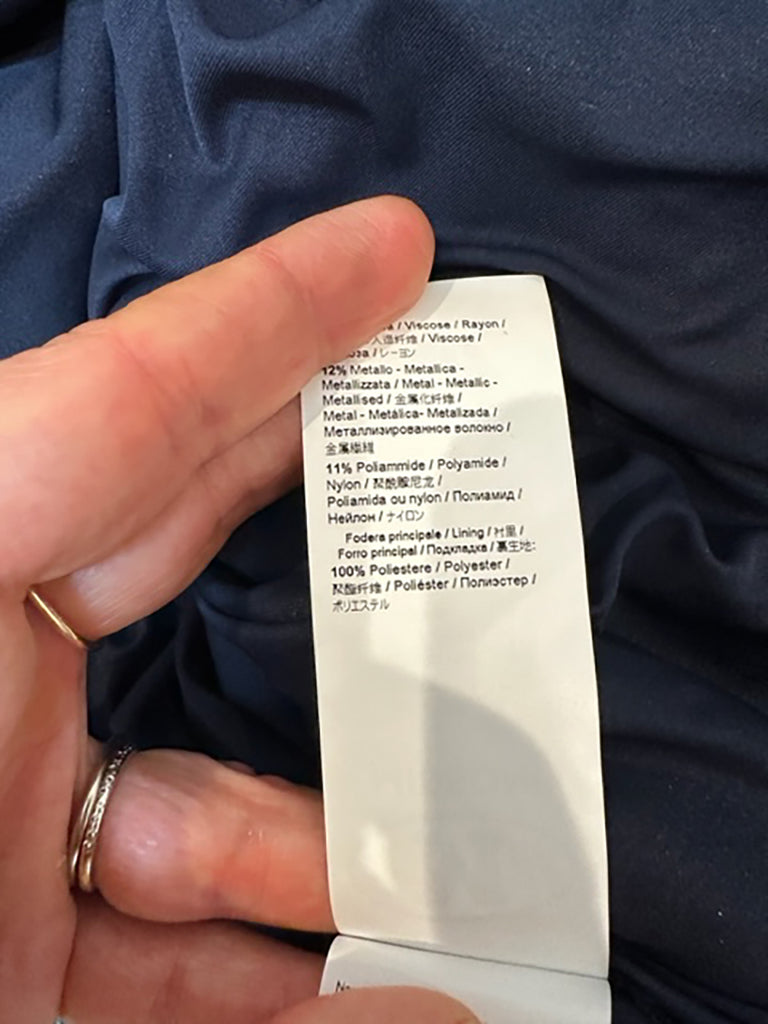 / Viscose / Rayon /
人造纤维 / Viscose /
/ レーヨン
12% Metallo - Metallica -
Metallizzata / Metal - Metallic -
Metallised / 金属化纤维 /
Metal - Metálica- Metalizada /
Металлизированное волокно /
金属繊維
11% Poliammide / Polyamide /
Nylon / 聚酰胺尼龙 /
Poliamida ou nylon / Полиамид /
Нейлон / ナイロン
Fodera principale / Lining / 衬里 /
Forro principal / Подкладка / 裏生地:
100% Poliestere / Polyester /
聚酯纤维 / Poliéster / Полиэстер /
ポリエステル